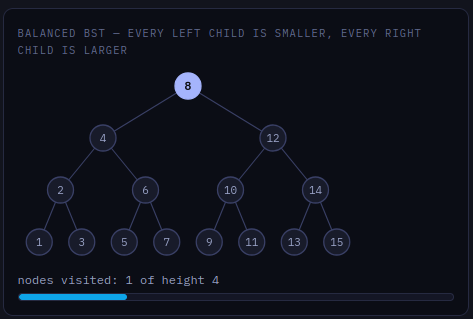 BALANCED BST — EVERY LEFT CHILD IS SMALLER, EVERY RIGHT
CHILD IS LARGER
8
4 12
2 6 10 14
1 3 5 7 9 11 13 15
nodes visited: 1 of height 4